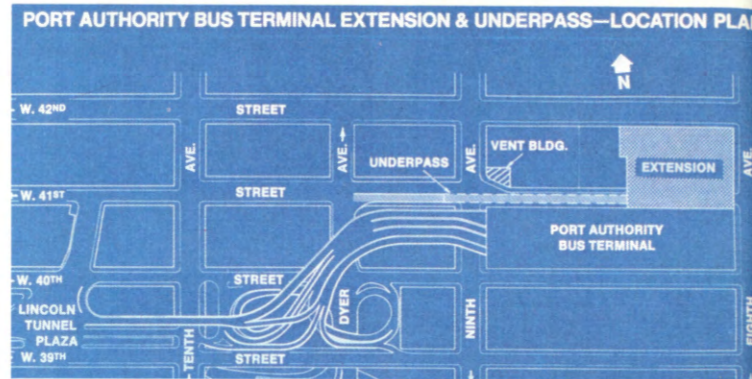 PORT AUTHORITY BUS TERMINAL EXTENSION & UNDERPASS—LOCATION PLA
N
W. 42ND
STREET
AVE.
AVE.
VENT BLDG.
UNDERPASS
EXTENSION
AVE.
W. 41ST
STREET
PORT AUTHORITY
BUS TERMINAL
W. 40TH
STREET
LINCOLN
TUNNEL
PLAZA
DYER
NINTH
EIGHTH
TENTH
W. 39TH
STREET